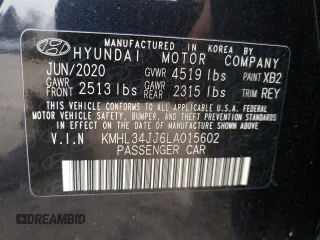 MANUFACTURED IN KOREA BY
HYUNDAI MOTOR COMPANY
JUN/2020 GVWR 4519 lbs PAINT XB2
GAWR FRONT 2513 lbs GAWR REAR 2315 lbs TRIM REY
THIS VEHICLE CONFORMS TO ALL APPLICABLE U.S.A. FEDERAL
MOTOR VEHICLE SAFETY, BUMPER, AND THEFT PREVENTION
STANDARDS IN EFFECT ON THE DATE OF MANUFACTURE SHOWN ABOVE.
V.I.N KMHL34JJ6LA015602
PASSENGER CAR
AUTOBIDMASTER